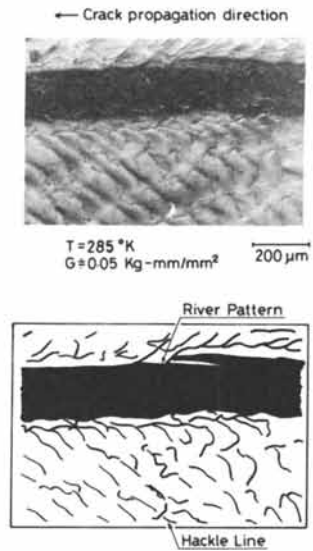 ← Crack propagation direction
T = 285 °K
G ≑ 0.05 Kg-mm/mm²
200 μm
River Pattern
Hackle Line